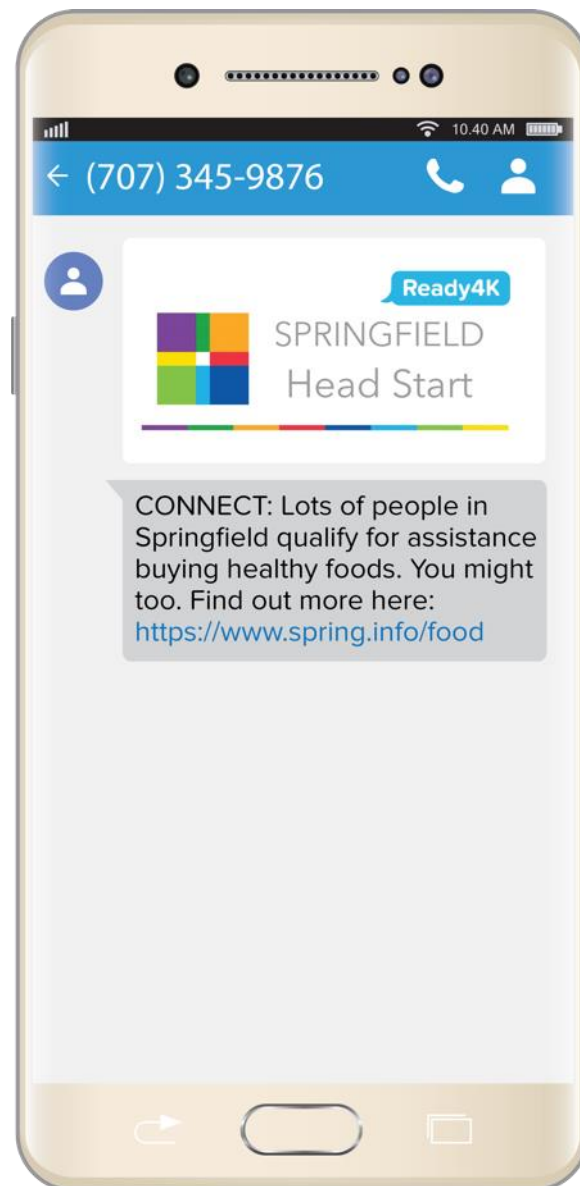 10.40 AM
(707) 345-9876
Ready4K
SPRINGFIELD
Head Start
CONNECT: Lots of people in
Springfield qualify for assistance
buying healthy foods. You might
too. Find out more here:
https://www.spring.info/food